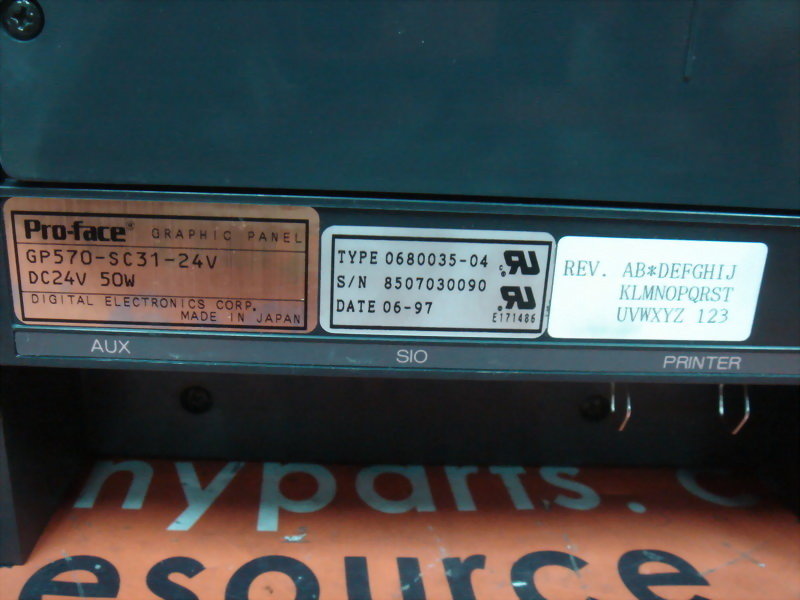 Pro-face® GRAPHIC PANEL
GP570-SC31-24V
DC24V 50W
DIGITAL ELECTRONICS CORP.
MADE IN JAPAN
TYPE 0680035-04
S/N 8507030090
DATE 06-97
E171486
REV. AB*DEFGHIJ
KLMNOPQRST
UVWXYZ 123
AUX SIO PRINTER
nyparts.c
esource